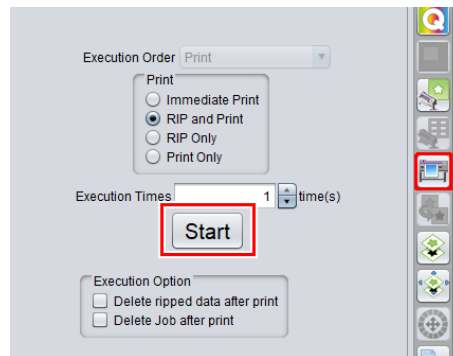 Execution Order Print
Print
Immediate Print
RIP and Print
RIP Only
Print Only
Execution Times 1 time(s)
Start
Execution Option
Delete ripped data after print
Delete Job after print